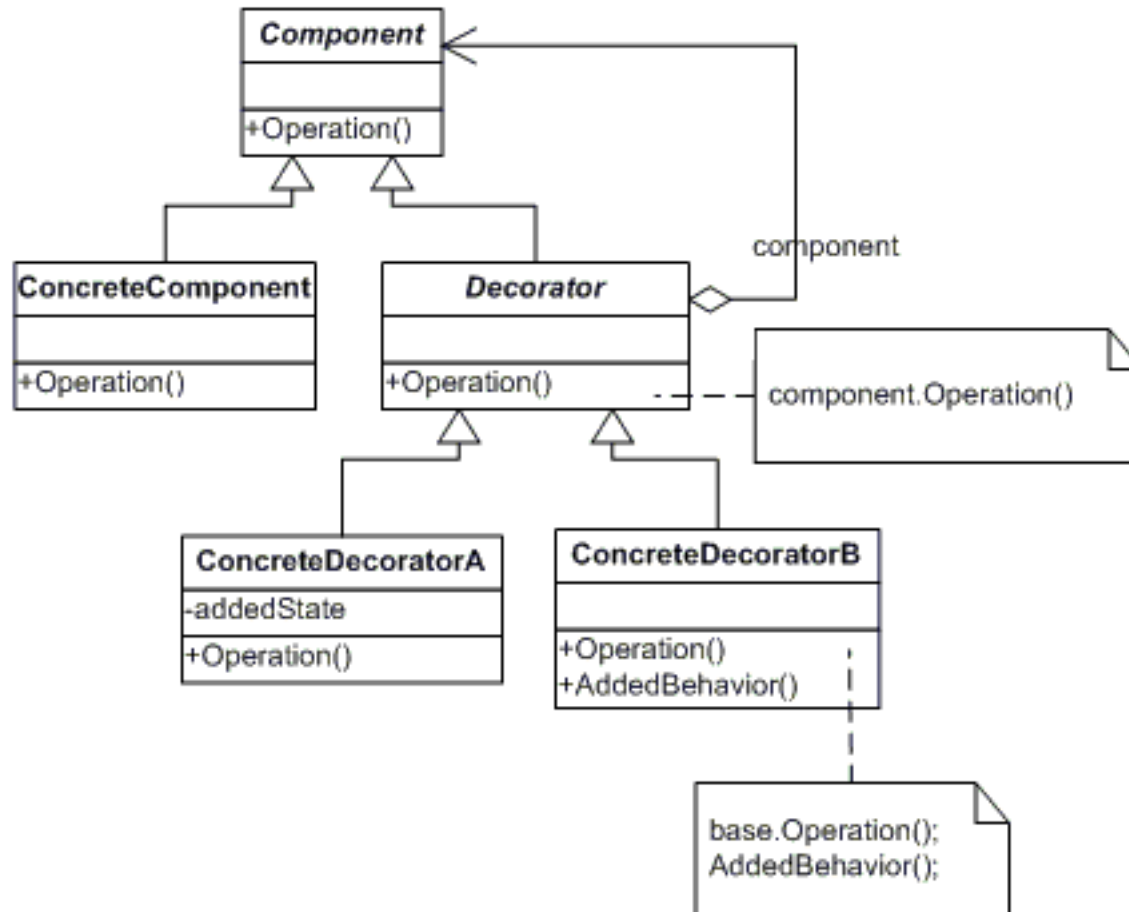 Component
+Operation()
component
ConcreteComponent
+Operation()
Decorator
+Operation()
component.Operation()
ConcreteDecoratorA
-addedState
+Operation()
ConcreteDecoratorB
+Operation()
+AddedBehavior()
base.Operation();
AddedBehavior();